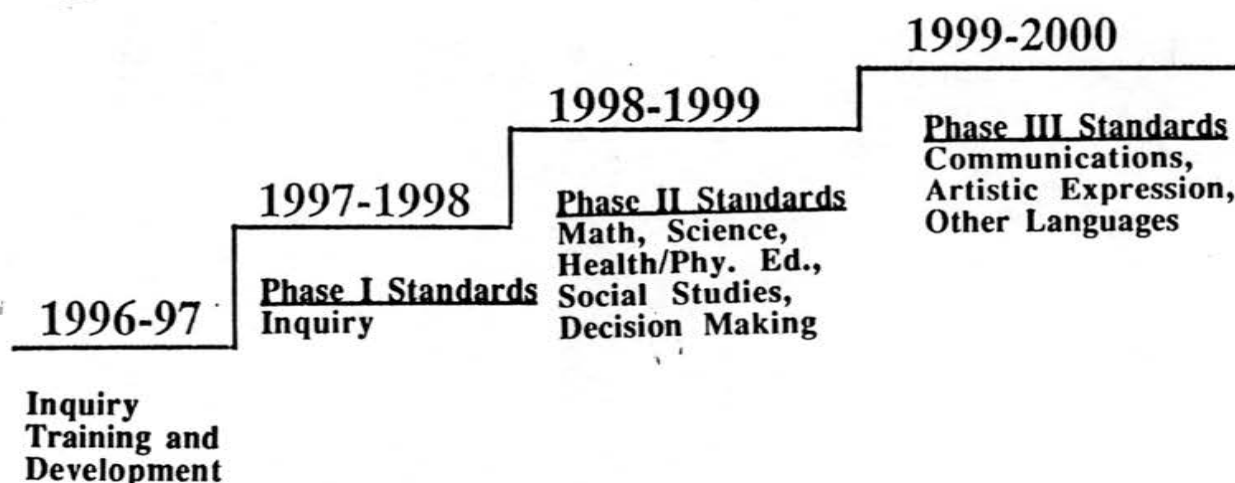 1996-97
Inquiry
Training and
Development
1997-1998
Phase I Standards
Inquiry
1998-1999
Phase II Standards
Math, Science,
Health/Phy. Ed.,
Social Studies,
Decision Making
1999-2000
Phase III Standards
Communications,
Artistic Expression,
Other Languages